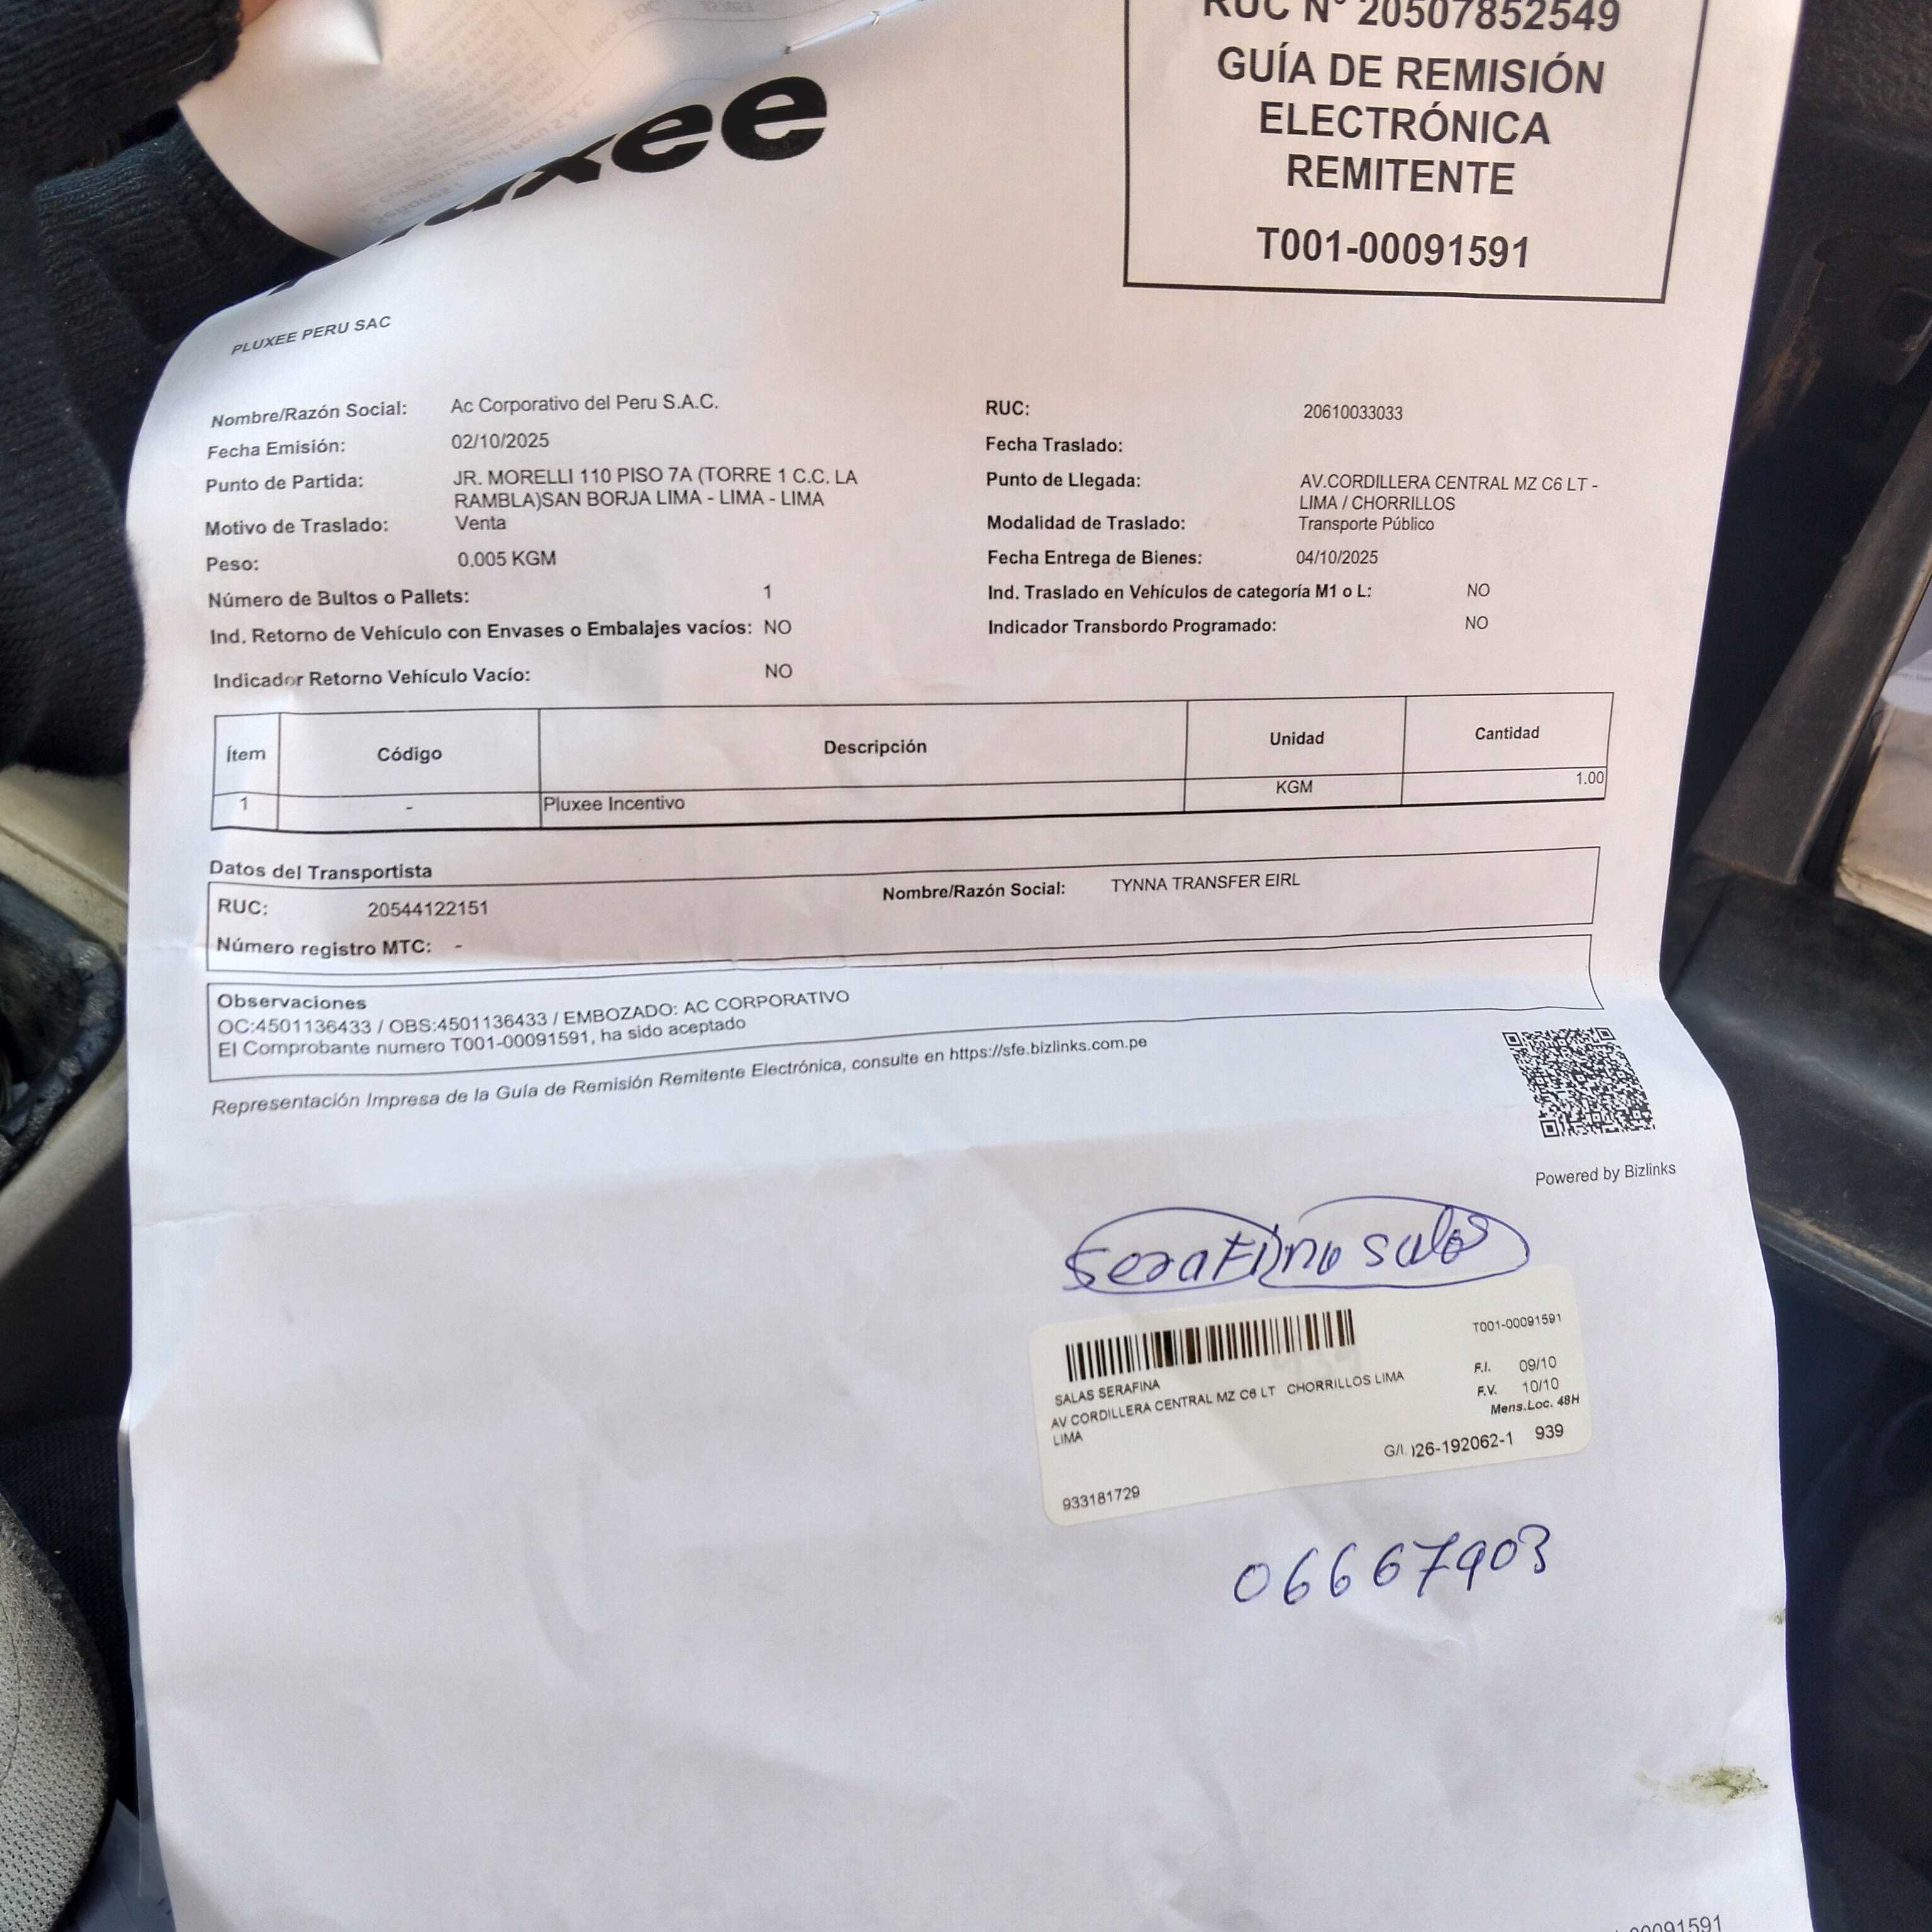 RUC N° 20507852549
GUÍA DE REMISIÓN
ELECTRÓNICA
REMITENTE
T001-00091591
PLUXEE PERU SAC
Nombre/Razón Social: Ac Corporativo del Peru S.A.C. RUC: 20610033033
Fecha Emisión: 02/10/2025 Fecha Traslado:
Punto de Partida: JR. MORELLI 110 PISO 7A (TORRE 1 C.C. LA Punto de Llegada: AV.CORDILLERA CENTRAL MZ C6 LT -
RAMBLA)SAN BORJA LIMA - LIMA - LIMA LIMA / CHORRILLOS
Motivo de Traslado: Venta Modalidad de Traslado: Transporte Público
Peso: 0.005 KGM Fecha Entrega de Bienes: 04/10/2025
Número de Bultos o Pallets: 1 Ind. Traslado en Vehículos de categoría M1 o L: NO
Ind. Retorno de Vehículo con Envases o Embalajes vacíos: NO Indicador Transbordo Programado: NO
Indicador Retorno Vehículo Vacío: NO
Ítem Código Descripción Unidad Cantidad
1 - Pluxee Incentivo KGM 1.00
Datos del Transportista
RUC: 20544122151 Nombre/Razón Social: TYNNA TRANSFER EIRL
Número registro MTC: -
Observaciones
OC:4501136433 / OBS:4501136433 / EMBOZADO: AC CORPORATIVO
El Comprobante numero T001-00091591, ha sido aceptado
Representación Impresa de la Guía de Remisión Remitente Electrónica, consulte en https://sfe.bizlinks.com.pe
Powered by Bizlinks
Serafina salas
T001-00091591
SALAS SERAFINA F.I. 09/10
AV CORDILLERA CENTRAL MZ C6 LT CHORRILLOS LIMA F.V. 10/10
LIMA Mens.Loc. 48H
G/I. 026-192062-1 939
933181729
06667903
-00091591